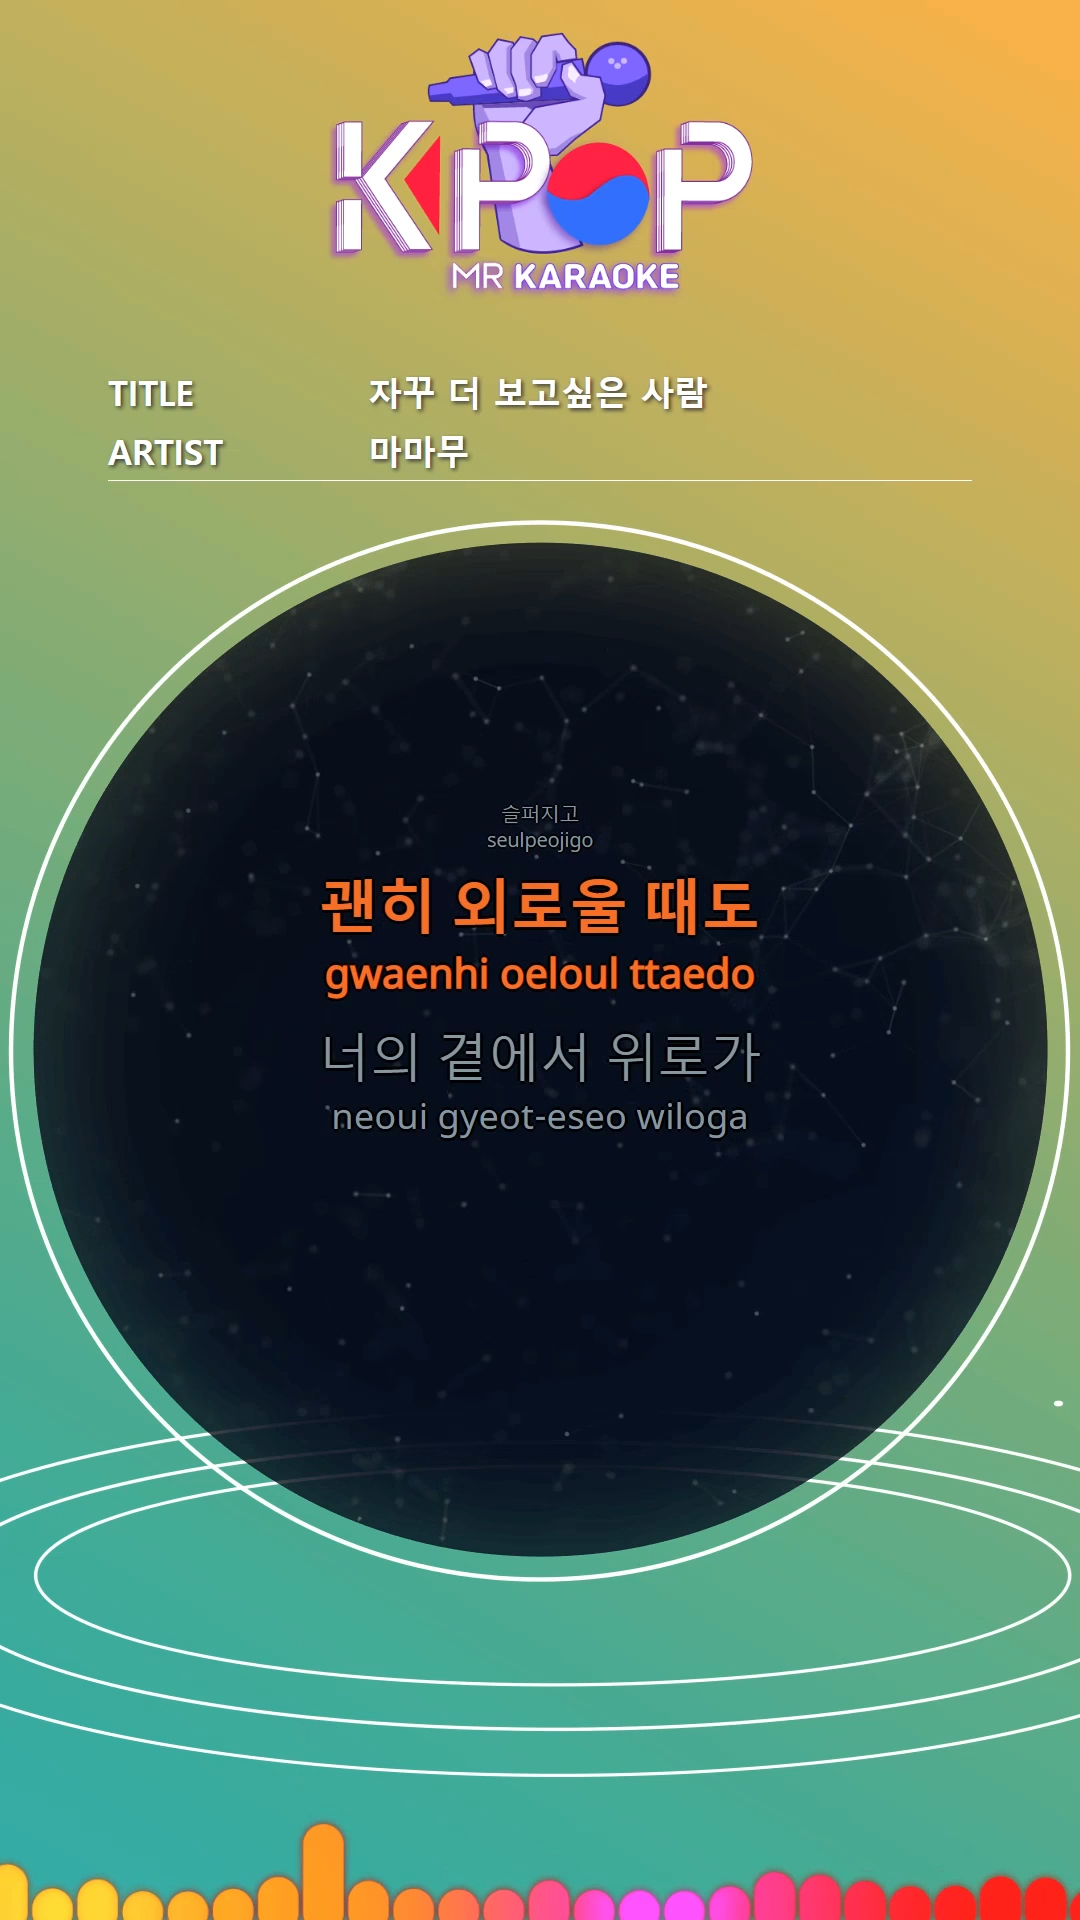 KPOP
MR KARAOKE
TITLE 자꾸 더 보고싶은 사람
ARTIST 마마무
슬퍼지고
seulpeojigo
괜히 외로울 때도
gwaenhi oeloul ttaedo
너의 곁에서 위로가
neoui gyeot-eseo wiloga